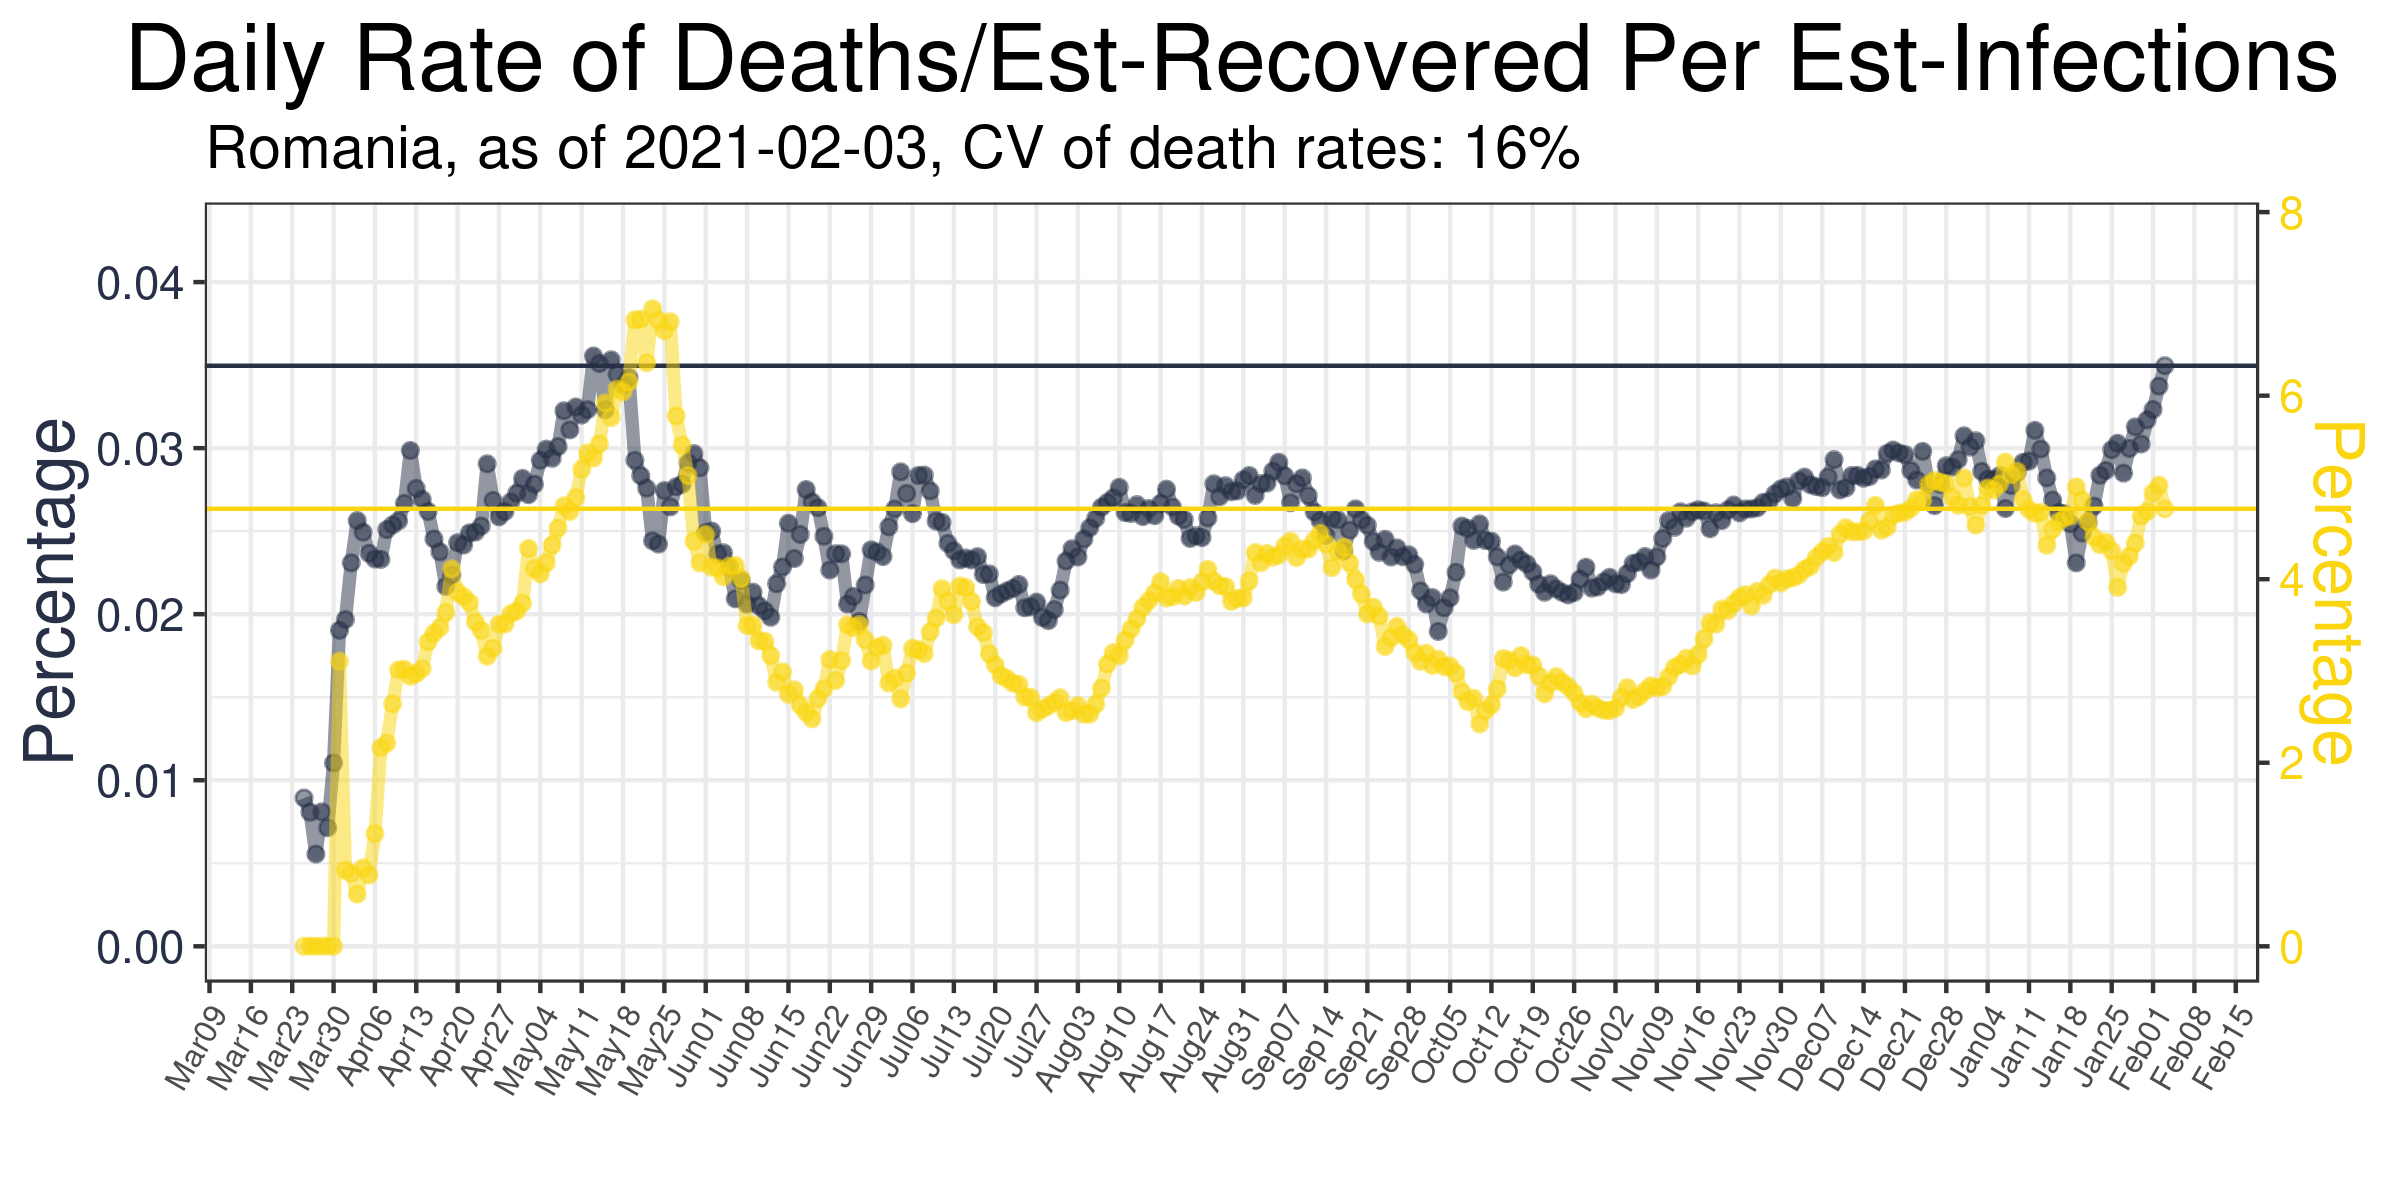 Daily Rate of Deaths/Est-Recovered Per Est-Infections
Romania, as of 2021-02-03, CV of death rates: 16%
Percentage
0.04
0.03
0.02
0.01
0.00
8
6
4
2
0
Percentage
Mar09
Mar16
Mar23
Mar30
Apr06
Apr13
Apr20
Apr27
May04
May11
May18
May25
Jun01
Jun08
Jun15
Jun22
Jun29
Jul06
Jul13
Jul20
Jul27
Aug03
Aug10
Aug17
Aug24
Aug31
Sep07
Sep14
Sep21
Sep28
Oct05
Oct12
Oct19
Oct26
Nov02
Nov09
Nov16
Nov23
Nov30
Dec07
Dec14
Dec21
Dec28
Jan04
Jan11
Jan18
Jan25
Feb01
Feb08
Feb15